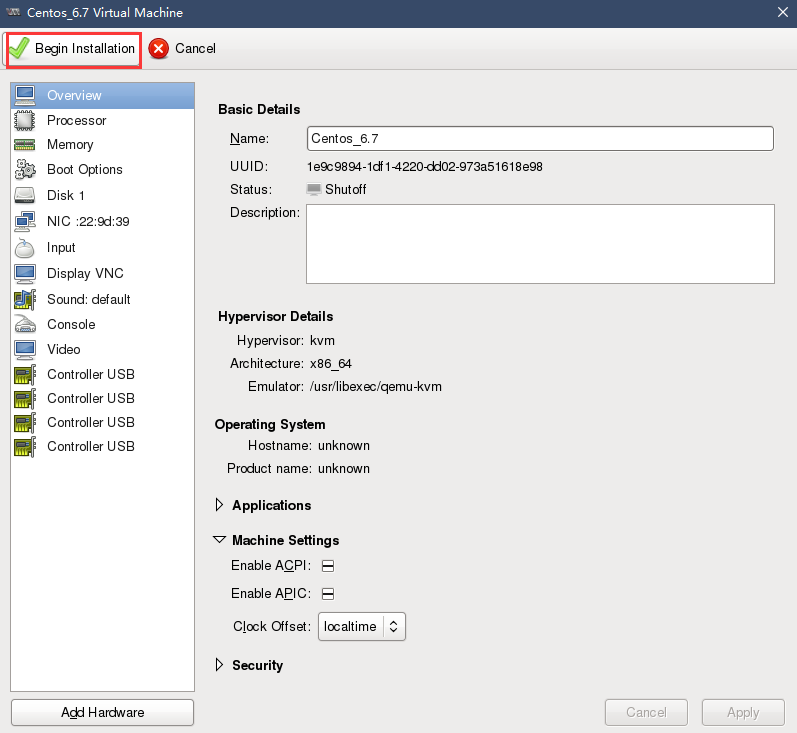 Centos_6.7 Virtual Machine
Begin Installation
Cancel
Overview
Processor
Memory
Boot Options
Disk 1
NIC :22:9d:39
Input
Display VNC
Sound: default
Console
Video
Controller USB
Controller USB
Controller USB
Controller USB
Add Hardware
Basic Details
Name: Centos_6.7
UUID: 1e9c9894-1df1-4220-dd02-973a51618e98
Status: Shutoff
Description:
Hypervisor Details
Hypervisor: kvm
Architecture: x86_64
Emulator: /usr/libexec/qemu-kvm
Operating System
Hostname: unknown
Product name: unknown
Applications
Machine Settings
Enable ACPI:
Enable APIC:
Clock Offset: localtime
Security
Cancel
Apply